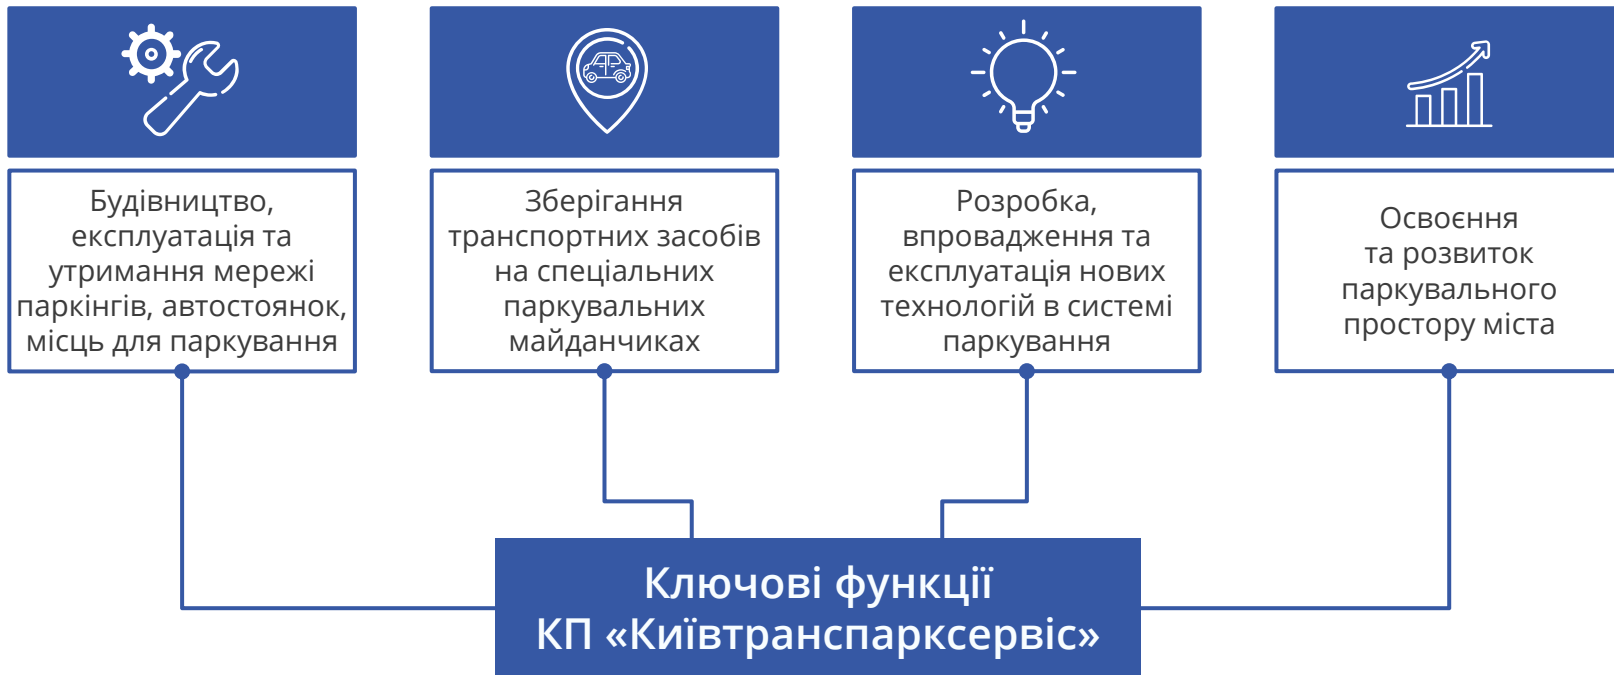 Будівництво,
експлуатація та
утримання мережі
паркінгів, автостоянок,
місць для паркування
Зберігання
транспортних засобів
на спеціальних
паркувальних
майданчиках
Розробка,
впровадження та
експлуатація нових
технологій в системі
паркування
Освоєння
та розвиток
паркувального
простору міста
Ключові функції
КП «Київтранспарксервіс»